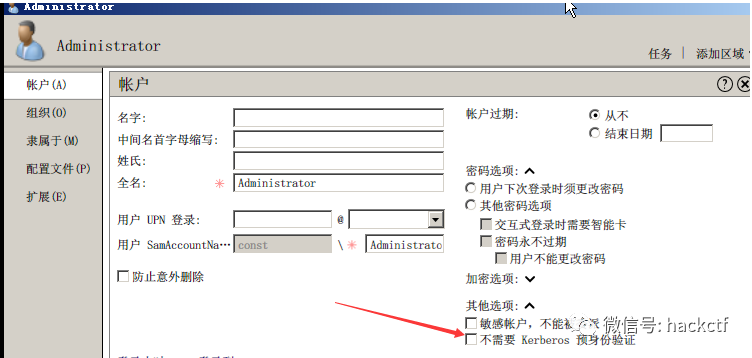 Administrator
Administrator
任务 | 添加区域
帐户(A)
组织(O)
隶属于(M)
配置文件(P)
扩展(E)
帐户
名字:
中间名首字母缩写:
姓氏:
全名: * Administrator
用户 UPN 登录: @
用户 SamAccountNa… const \ * Administrato
防止意外删除
帐户过期: 从不
结束日期
密码选项:
用户下次登录时须更改密码
其他密码选项
交互式登录时需要智能卡
密码永不过期
用户不能更改密码
加密选项:
其他选项:
敏感帐户，不能被
不需要 Kerberos 预身份验证
微信号: hackctf